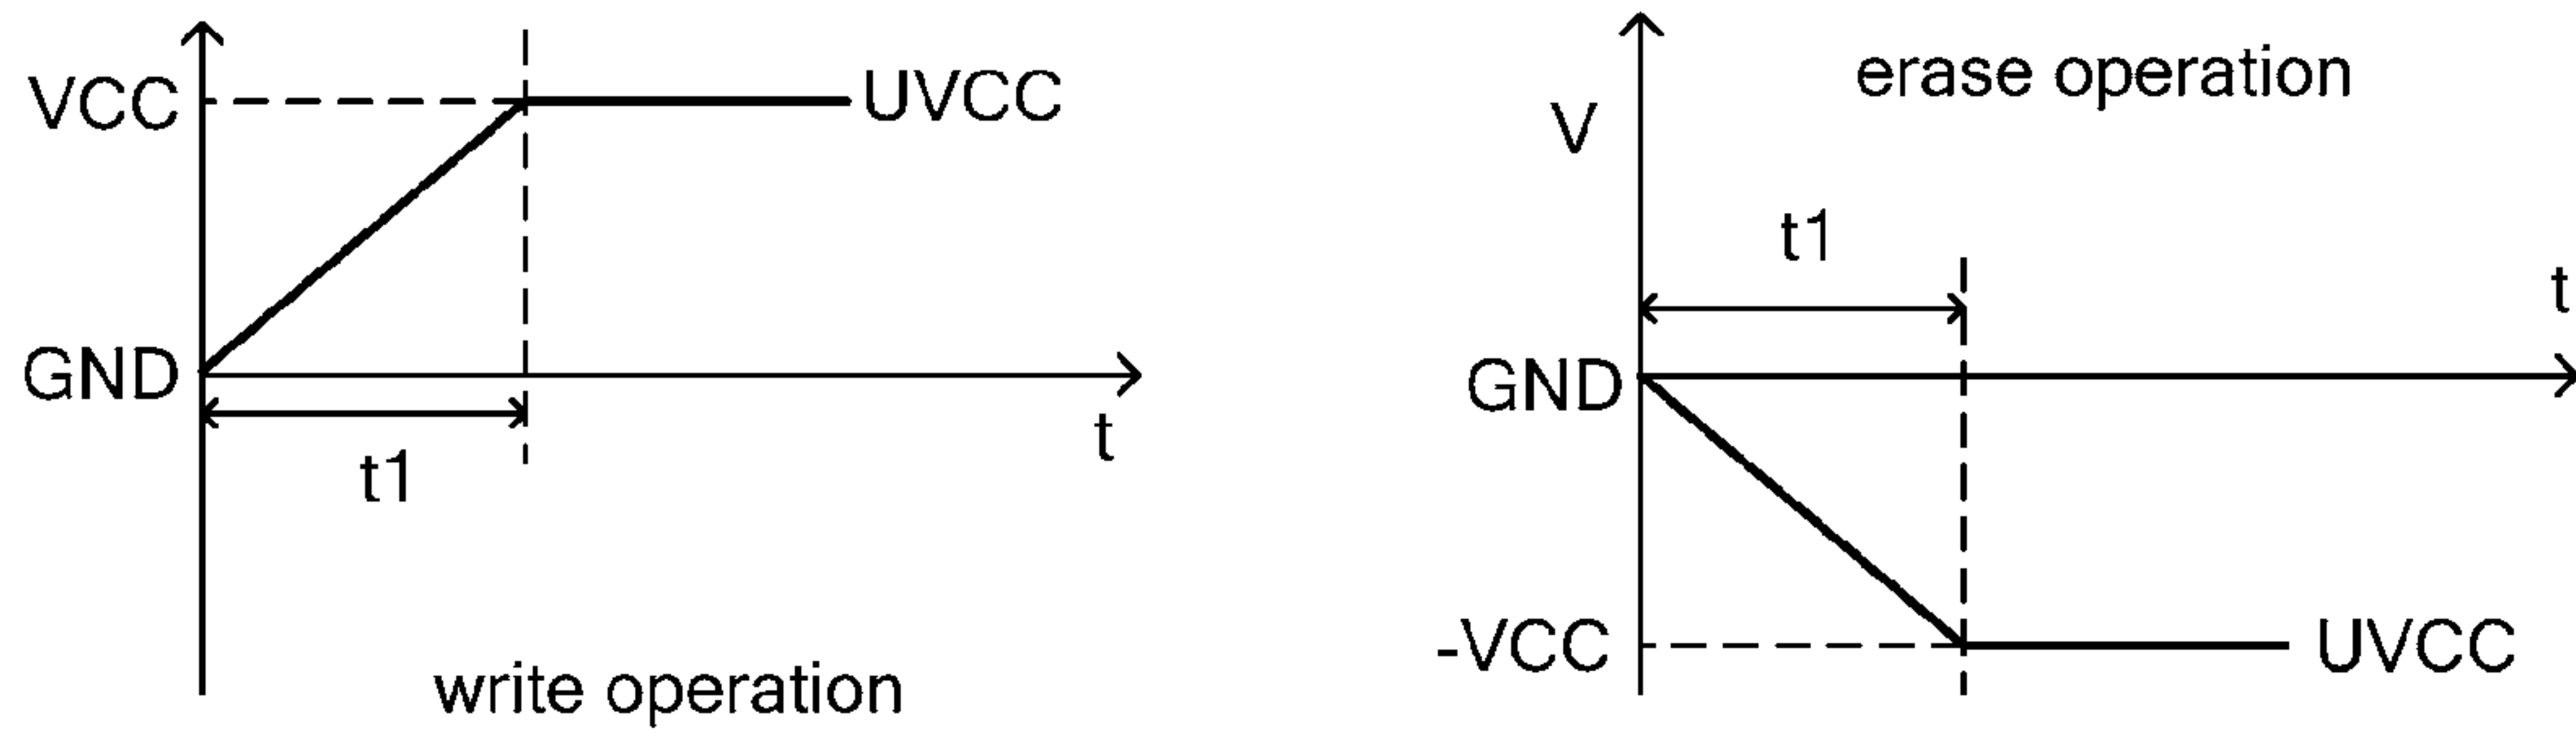 VCC
UVCC
GND
t
t1
write operation
erase operation
V
t1
t
GND
-VCC
UVCC